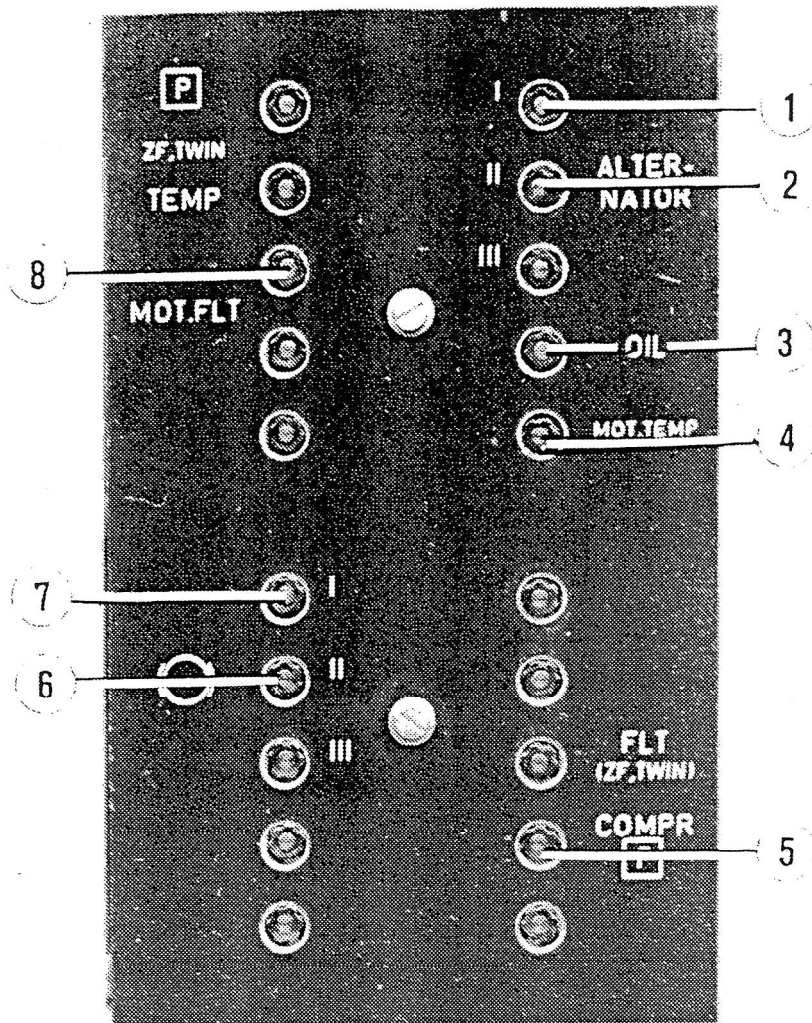 P
ZF,TWIN
TEMP
MOT.FLT
I
II
III
ALTER-
NATOR
OIL
MOT.TEMP
1
2
3
4
8
7
6
I
II
III
FLT
(ZF,TWIN)
COMPR
P
5